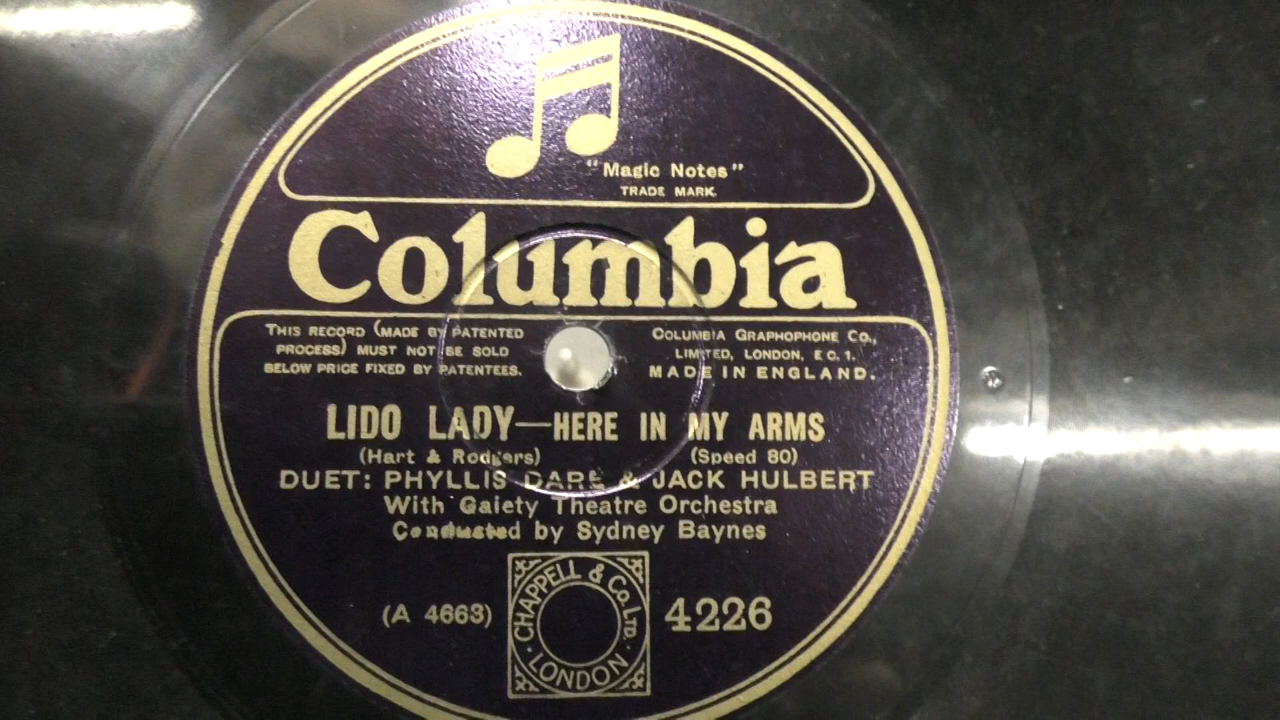 "Magic Notes"
TRADE MARK.
Columbia
THIS RECORD (MADE BY PATENTED
PROCESS) MUST NOT BE SOLD
BELOW PRICE FIXED BY PATENTEES.
COLUMBIA GRAPHOPHONE CO.,
LIMITED, LONDON, E.C.1.
MADE IN ENGLAND.
LIDO LADY—HERE IN MY ARMS
(Hart & Rodgers) (Speed 80)
DUET: PHYLLIS DARE & JACK HULBERT
With Gaiety Theatre Orchestra
Conducted by Sydney Baynes
(A 4663)
CHAPPELL & Co. LTD.
· LONDON ·
4226